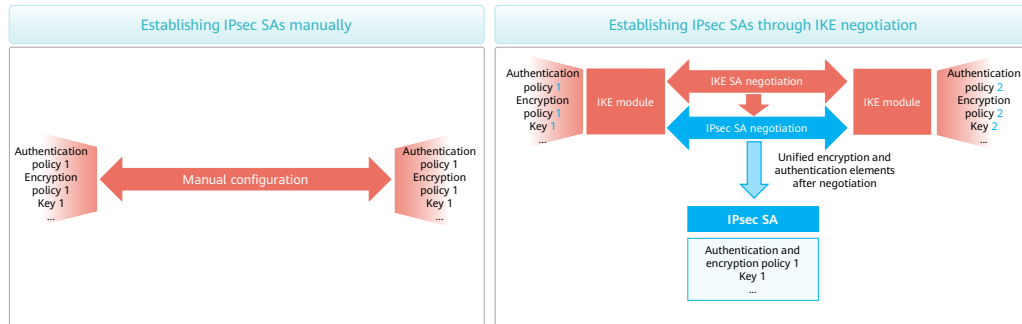 Establishing IPsec SAs manually
Authentication
policy 1
Encryption
policy 1
Key 1
...
Manual configuration
Authentication
policy 1
Encryption
policy 1
Key 1
...
Establishing IPsec SAs through IKE negotiation
Authentication
policy 1
Encryption
policy 1
Key 1
...
IKE module
IKE SA negotiation
IPsec SA negotiation
IKE module
Authentication
policy 2
Encryption
policy 2
Key 2
...
Unified encryption and
authentication elements
after negotiation
IPsec SA
Authentication and
encryption policy 1
Key 1
...